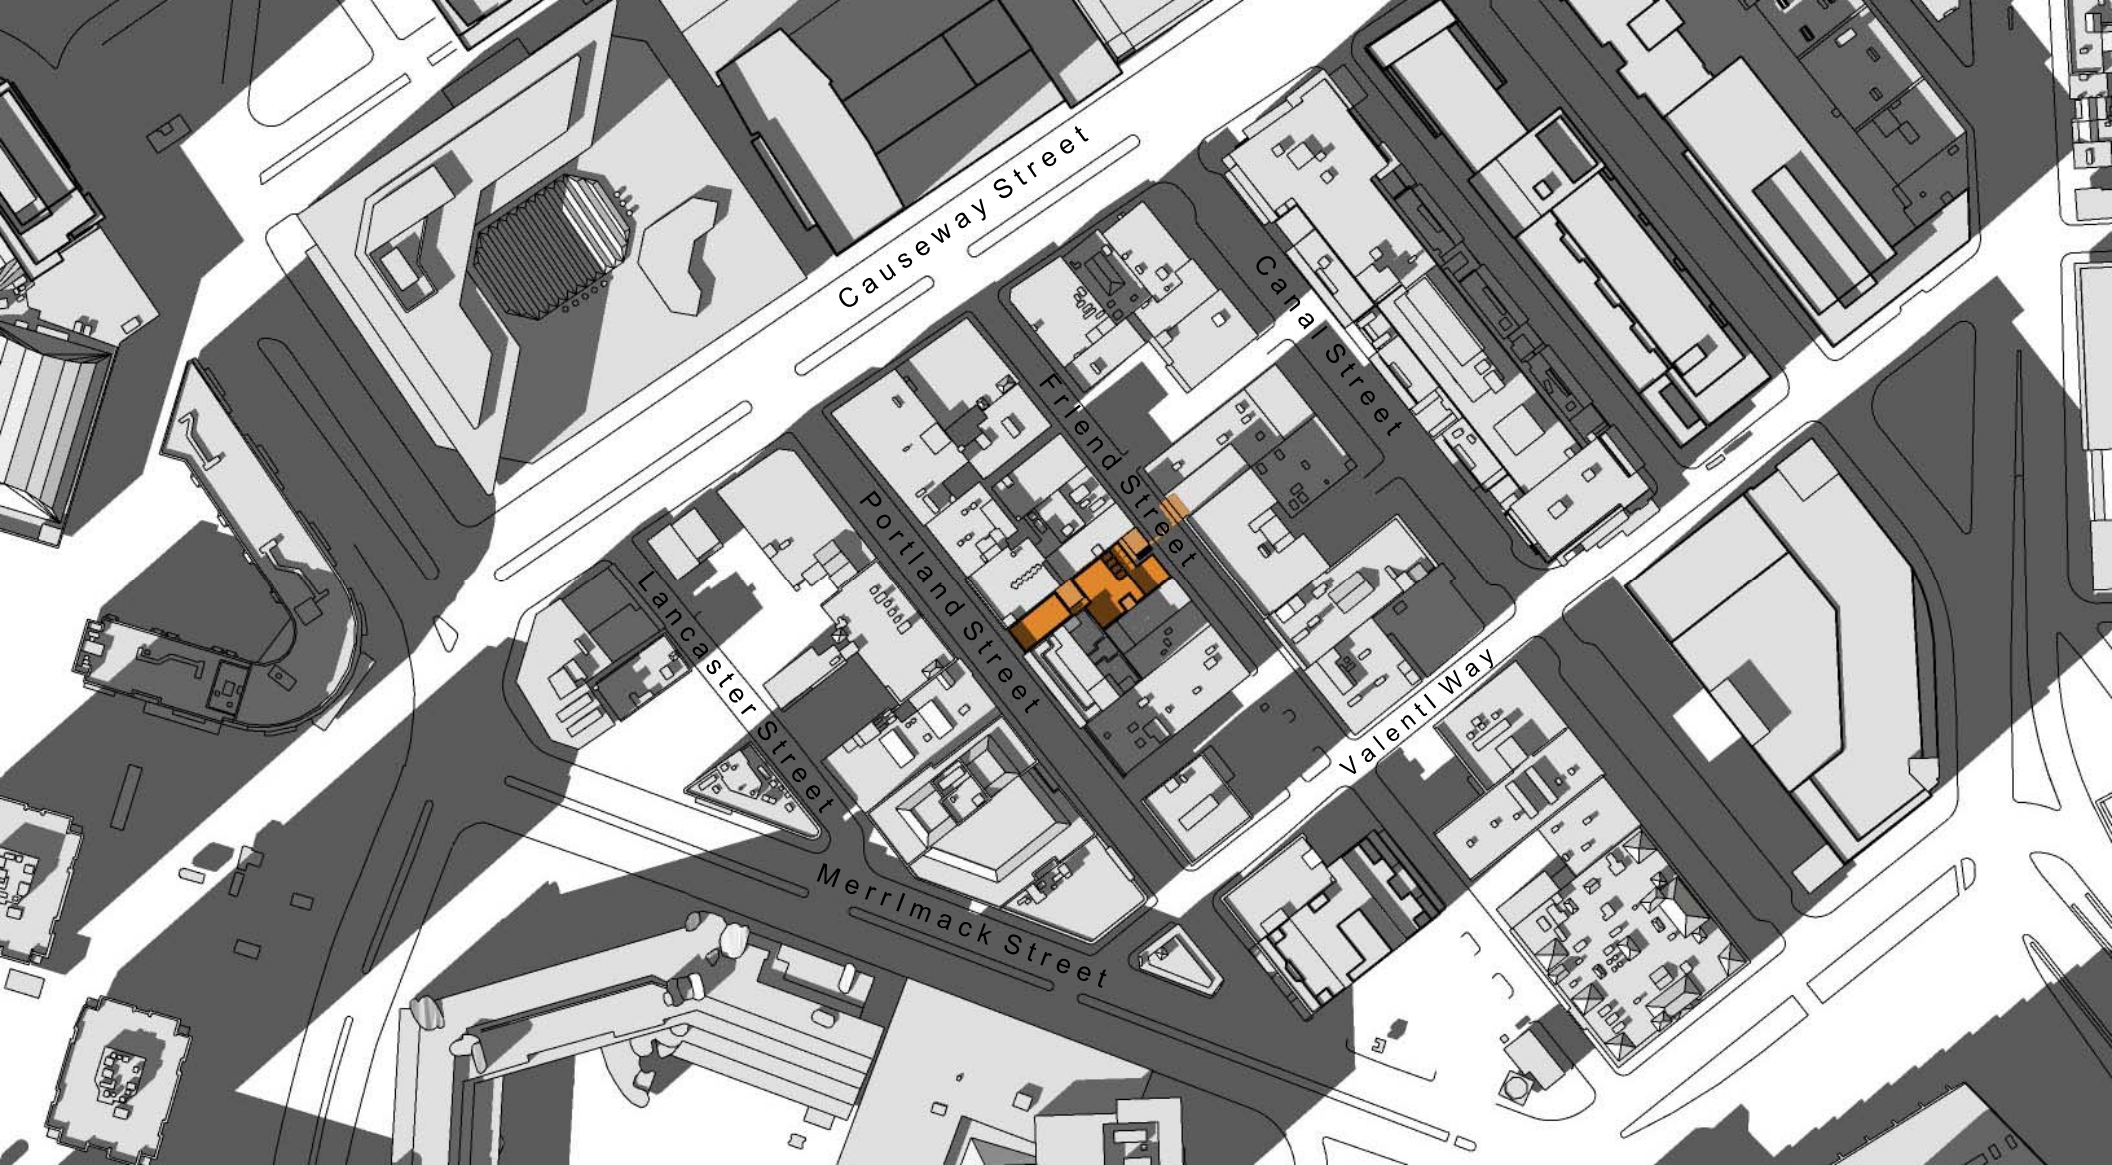 Causeway Street
Canal Street
Friend Street
Portland Street
Lancaster Street
Valenti Way
Merrimack Street